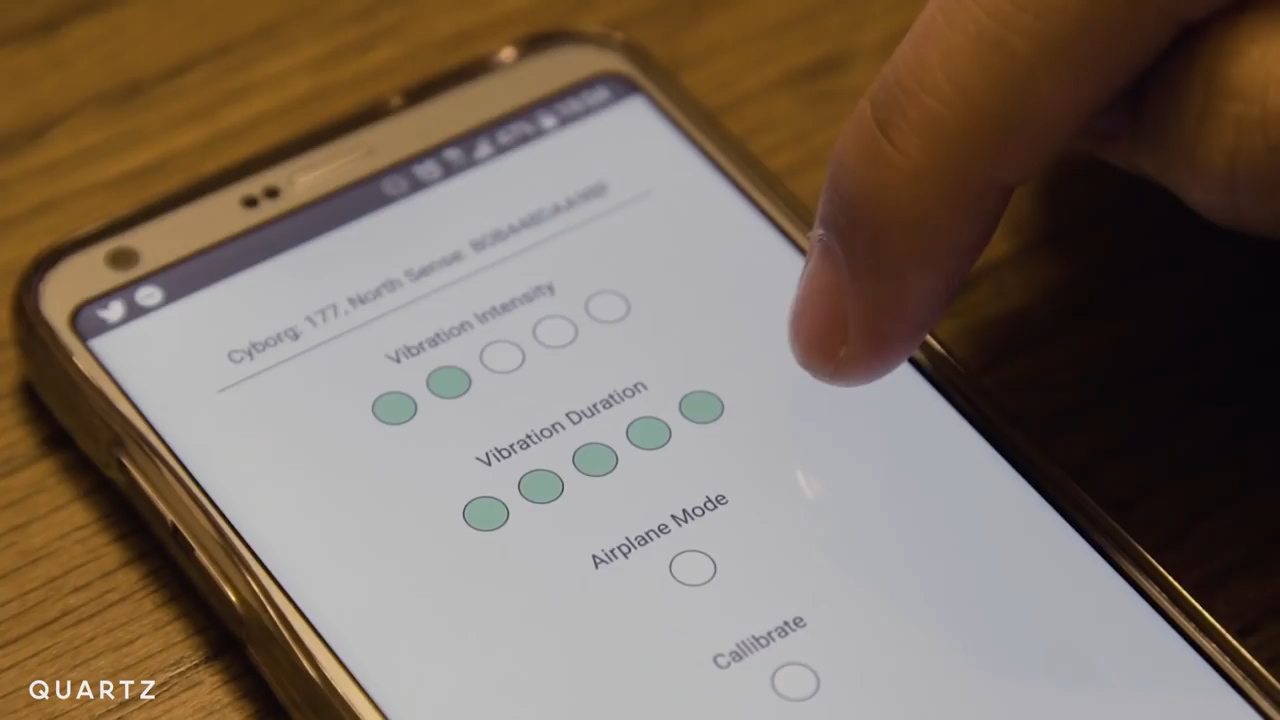 Cyborg: 177, North Sense:
Vibration Intensity
Vibration Duration
Airplane Mode
Callibrate
QUARTZ